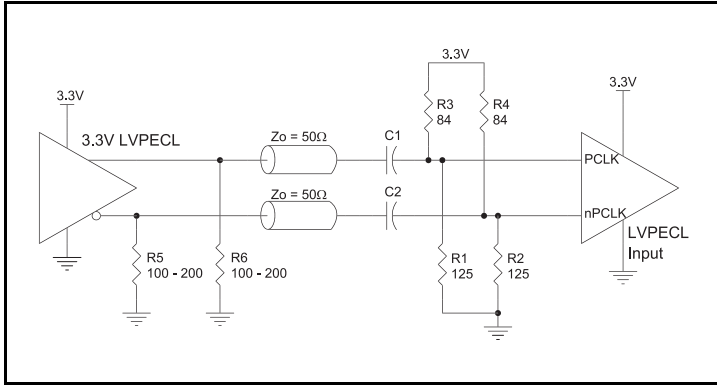 3.3V
3.3V
3.3V
R3
84
R4
84
3.3V LVPECL
Zo = 50Ω
C1
PCLK
Zo = 50Ω
C2
nPCLK
LVPECL
Input
R5
100 - 200
R6
100 - 200
R1
125
R2
125